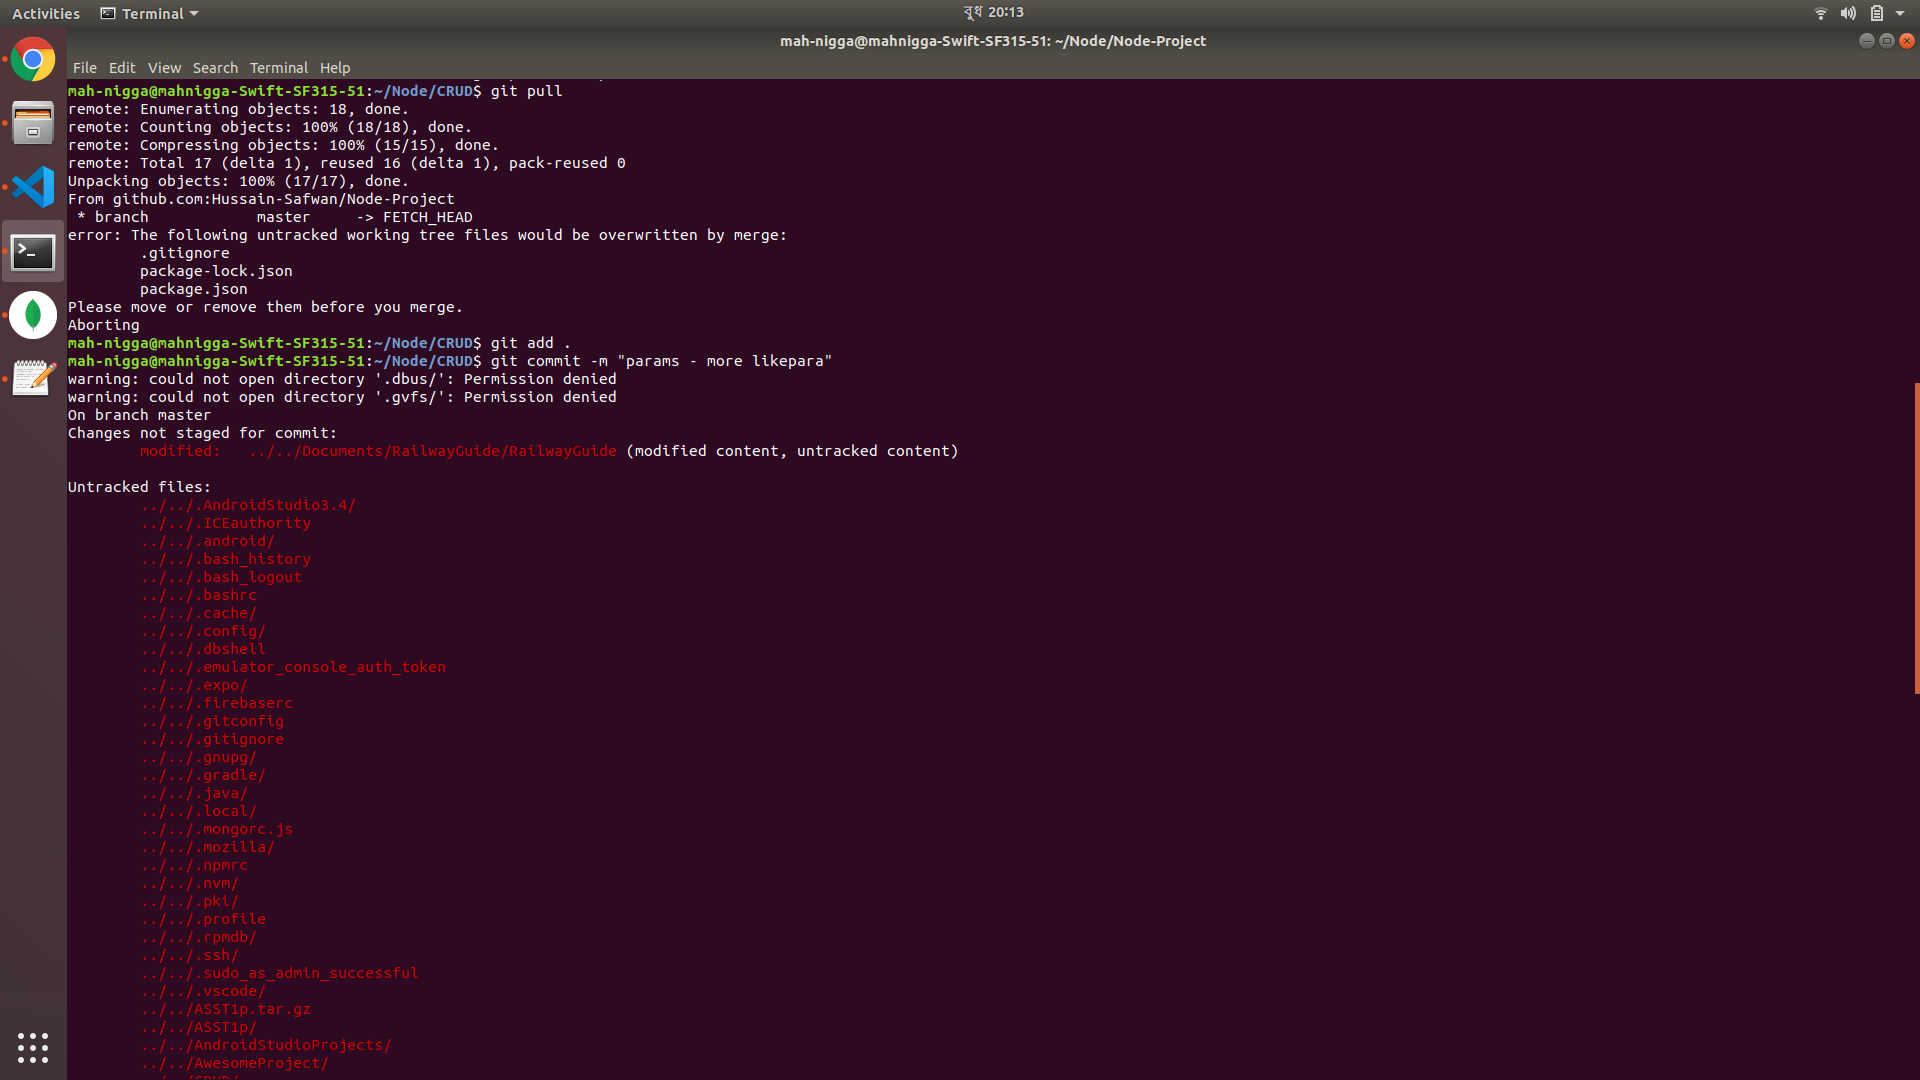 Activities Terminal বুধ 20:13
mah-nigga@mahnigga-Swift-SF315-51: ~/Node/Node-Project
File Edit View Search Terminal Help
mah-nigga@mahnigga-Swift-SF315-51:~/Node/CRUD$ git pull
remote: Enumerating objects: 18, done.
remote: Counting objects: 100% (18/18), done.
remote: Compressing objects: 100% (15/15), done.
remote: Total 17 (delta 1), reused 16 (delta 1), pack-reused 0
Unpacking objects: 100% (17/17), done.
From github.com:Hussain-Safwan/Node-Project
 * branch            master     -> FETCH_HEAD
error: The following untracked working tree files would be overwritten by merge:
        .gitignore
        package-lock.json
        package.json
Please move or remove them before you merge.
Aborting
mah-nigga@mahnigga-Swift-SF315-51:~/Node/CRUD$ git add .
mah-nigga@mahnigga-Swift-SF315-51:~/Node/CRUD$ git commit -m "params - more likepara"
warning: could not open directory '.dbus/': Permission denied
warning: could not open directory '.gvfs/': Permission denied
On branch master
Changes not staged for commit:
        modified:   ../../Documents/RailwayGuide/RailwayGuide (modified content, untracked content)
Untracked files:
        ../../.AndroidStudio3.4/
        ../../.ICEauthority
        ../../.android/
        ../../.bash_history
        ../../.bash_logout
        ../../.bashrc
        ../../.cache/
        ../../.config/
        ../../.dbshell
        ../../.emulator_console_auth_token
        ../../.expo/
        ../../.firebaserc
        ../../.gitconfig
        ../../.gitignore
        ../../.gnupg/
        ../../.gradle/
        ../../.java/
        ../../.local/
        ../../.mongorc.js
        ../../.mozilla/
        ../../.npmrc
        ../../.nvm/
        ../../.pki/
        ../../.profile
        ../../.rpmdb/
        ../../.ssh/
        ../../.sudo_as_admin_successful
        ../../.vscode/
        ../../ASST1p.tar.gz
        ../../ASST1p/
        ../../AndroidStudioProjects/
        ../../AwesomeProject/